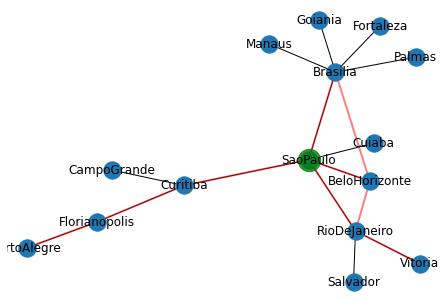 Goiania
Fortaleza
Manaus
Palmas
Brasilia
Cuiaba
SaoPaulo
CampoGrande
BeloHorizonte
Curitiba
Florianopolis
RioDeJaneiro
rtoAlegre
Vitoria
Salvador